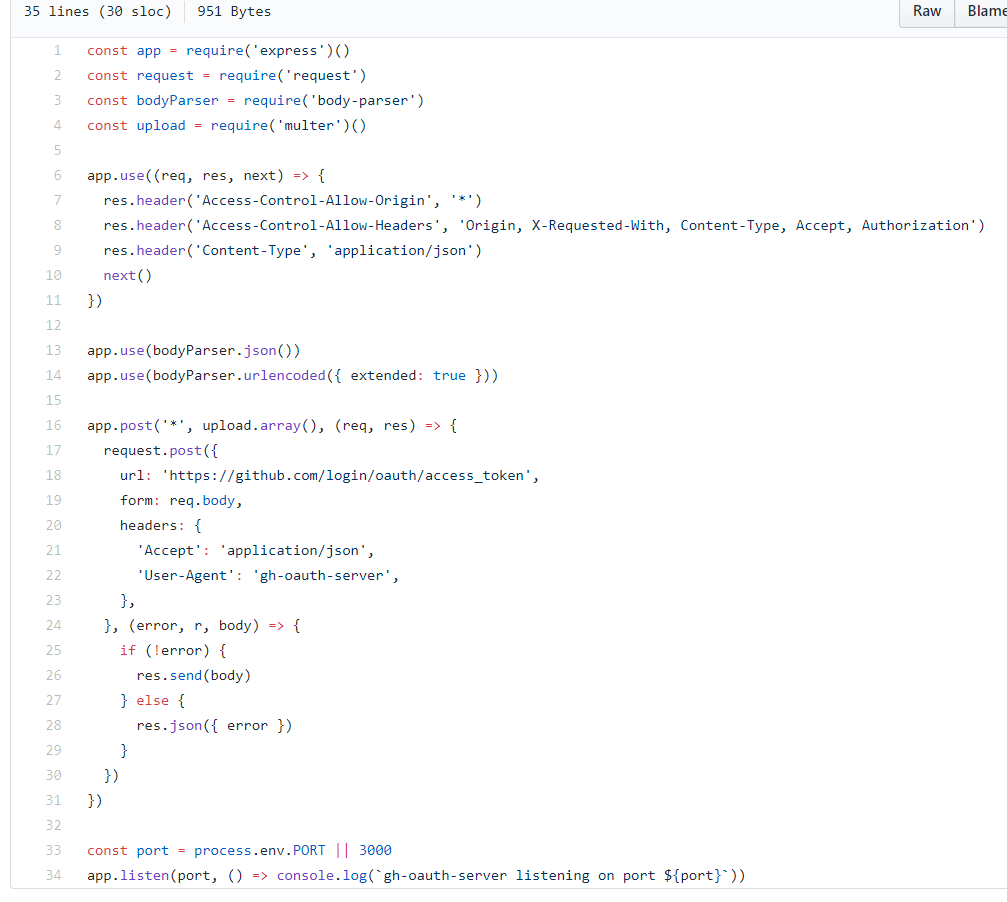 35 lines (30 sloc) 951 Bytes Raw Blame
1 const app = require('express')()
2 const request = require('request')
3 const bodyParser = require('body-parser')
4 const upload = require('multer')()
5
6 app.use((req, res, next) => {
7 res.header('Access-Control-Allow-Origin', '*')
8 res.header('Access-Control-Allow-Headers', 'Origin, X-Requested-With, Content-Type, Accept, Authorization')
9 res.header('Content-Type', 'application/json')
10 next()
11 })
12
13 app.use(bodyParser.json())
14 app.use(bodyParser.urlencoded({ extended: true }))
15
16 app.post('*', upload.array(), (req, res) => {
17 request.post({
18 url: 'https://github.com/login/oauth/access_token',
19 form: req.body,
20 headers: {
21 'Accept': 'application/json',
22 'User-Agent': 'gh-oauth-server',
23 },
24 }, (error, r, body) => {
25 if (!error) {
26 res.send(body)
27 } else {
28 res.json({ error })
29 }
30 })
31 })
32
33 const port = process.env.PORT || 3000
34 app.listen(port, () => console.log(`gh-oauth-server listening on port ${port}`))